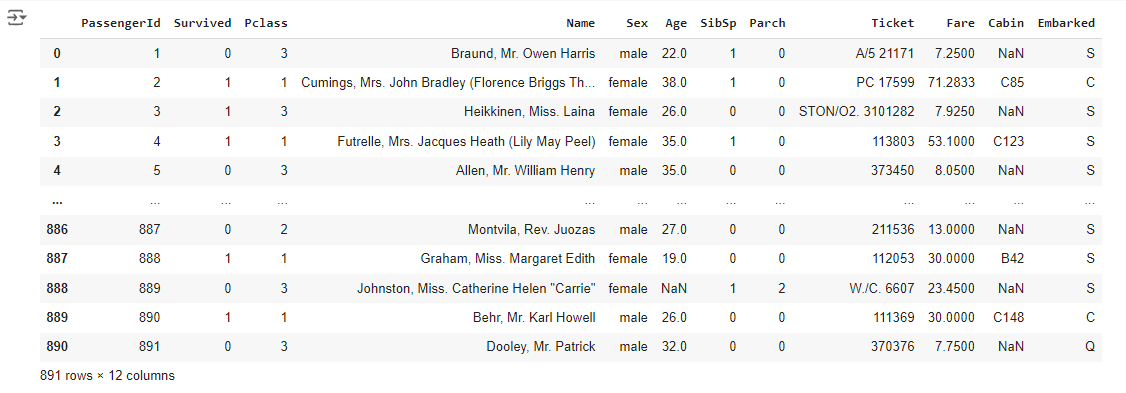 PassengerId Survived Pclass Name Sex Age SibSp Parch Ticket Fare Cabin Embarked
0 1 0 3 Braund, Mr. Owen Harris male 22.0 1 0 A/5 21171 7.2500 NaN S
1 2 1 1 Cumings, Mrs. John Bradley (Florence Briggs Th... female 38.0 1 0 PC 17599 71.2833 C85 C
2 3 1 3 Heikkinen, Miss. Laina female 26.0 0 0 STON/O2. 3101282 7.9250 NaN S
3 4 1 1 Futrelle, Mrs. Jacques Heath (Lily May Peel) female 35.0 1 0 113803 53.1000 C123 S
4 5 0 3 Allen, Mr. William Henry male 35.0 0 0 373450 8.0500 NaN S
... ... ... ... ... ... ... ... ... ... ... ... ...
886 887 0 2 Montvila, Rev. Juozas male 27.0 0 0 211536 13.0000 NaN S
887 888 1 1 Graham, Miss. Margaret Edith female 19.0 0 0 112053 30.0000 B42 S
888 889 0 3 Johnston, Miss. Catherine Helen "Carrie" female NaN 1 2 W./C. 6607 23.4500 NaN S
889 890 1 1 Behr, Mr. Karl Howell male 26.0 0 0 111369 30.0000 C148 C
890 891 0 3 Dooley, Mr. Patrick male 32.0 0 0 370376 7.7500 NaN Q
891 rows × 12 columns